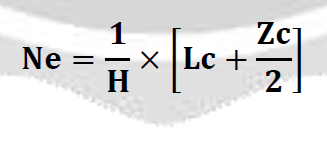 Ne = 1/H × [Lc + Zc/2]